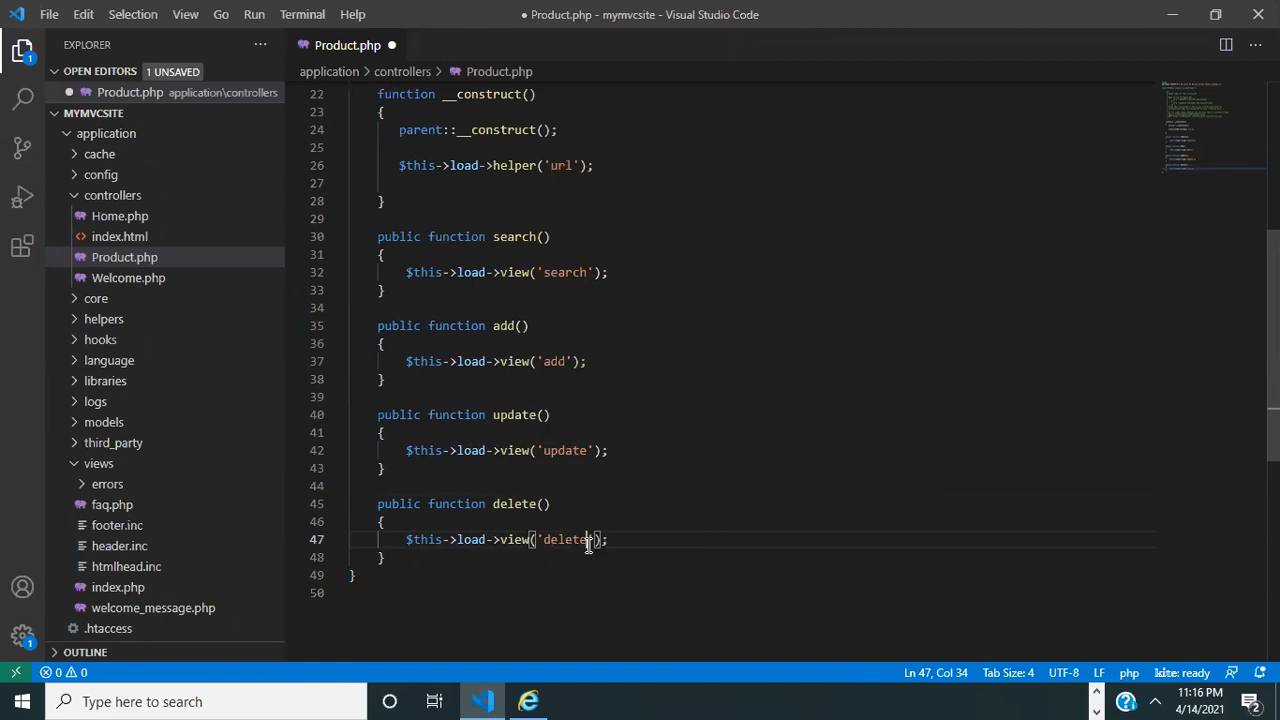 File Edit Selection View Go Run Terminal Help
● Product.php - mymvcsite - Visual Studio Code
EXPLORER
OPEN EDITORS 1 UNSAVED
Product.php application\controllers
MYMVCSITE
application
cache
config
controllers
Home.php
index.html
Product.php
Welcome.php
core
helpers
hooks
language
libraries
logs
models
third_party
views
errors
faq.php
footer.inc
header.inc
htmlhead.inc
index.php
welcome_message.php
.htaccess
OUTLINE
Product.php
application > controllers > Product.php
22 function __construct()
23 {
24 parent::__construct();
25
26 $this->load->helper('url');
27
28 }
29
30 public function search()
31 {
32 $this->load->view('search');
33 }
34
35 public function add()
36 {
37 $this->load->view('add');
38 }
39
40 public function update()
41 {
42 $this->load->view('update');
43 }
44
45 public function delete()
46 {
47 $this->load->view('delete');
48 }
49 }
50
1
1
0 0
Ln 47, Col 34 Tab Size: 4 UTF-8 LF php kite: ready
Type here to search
11:16 PM
4/14/2021
2